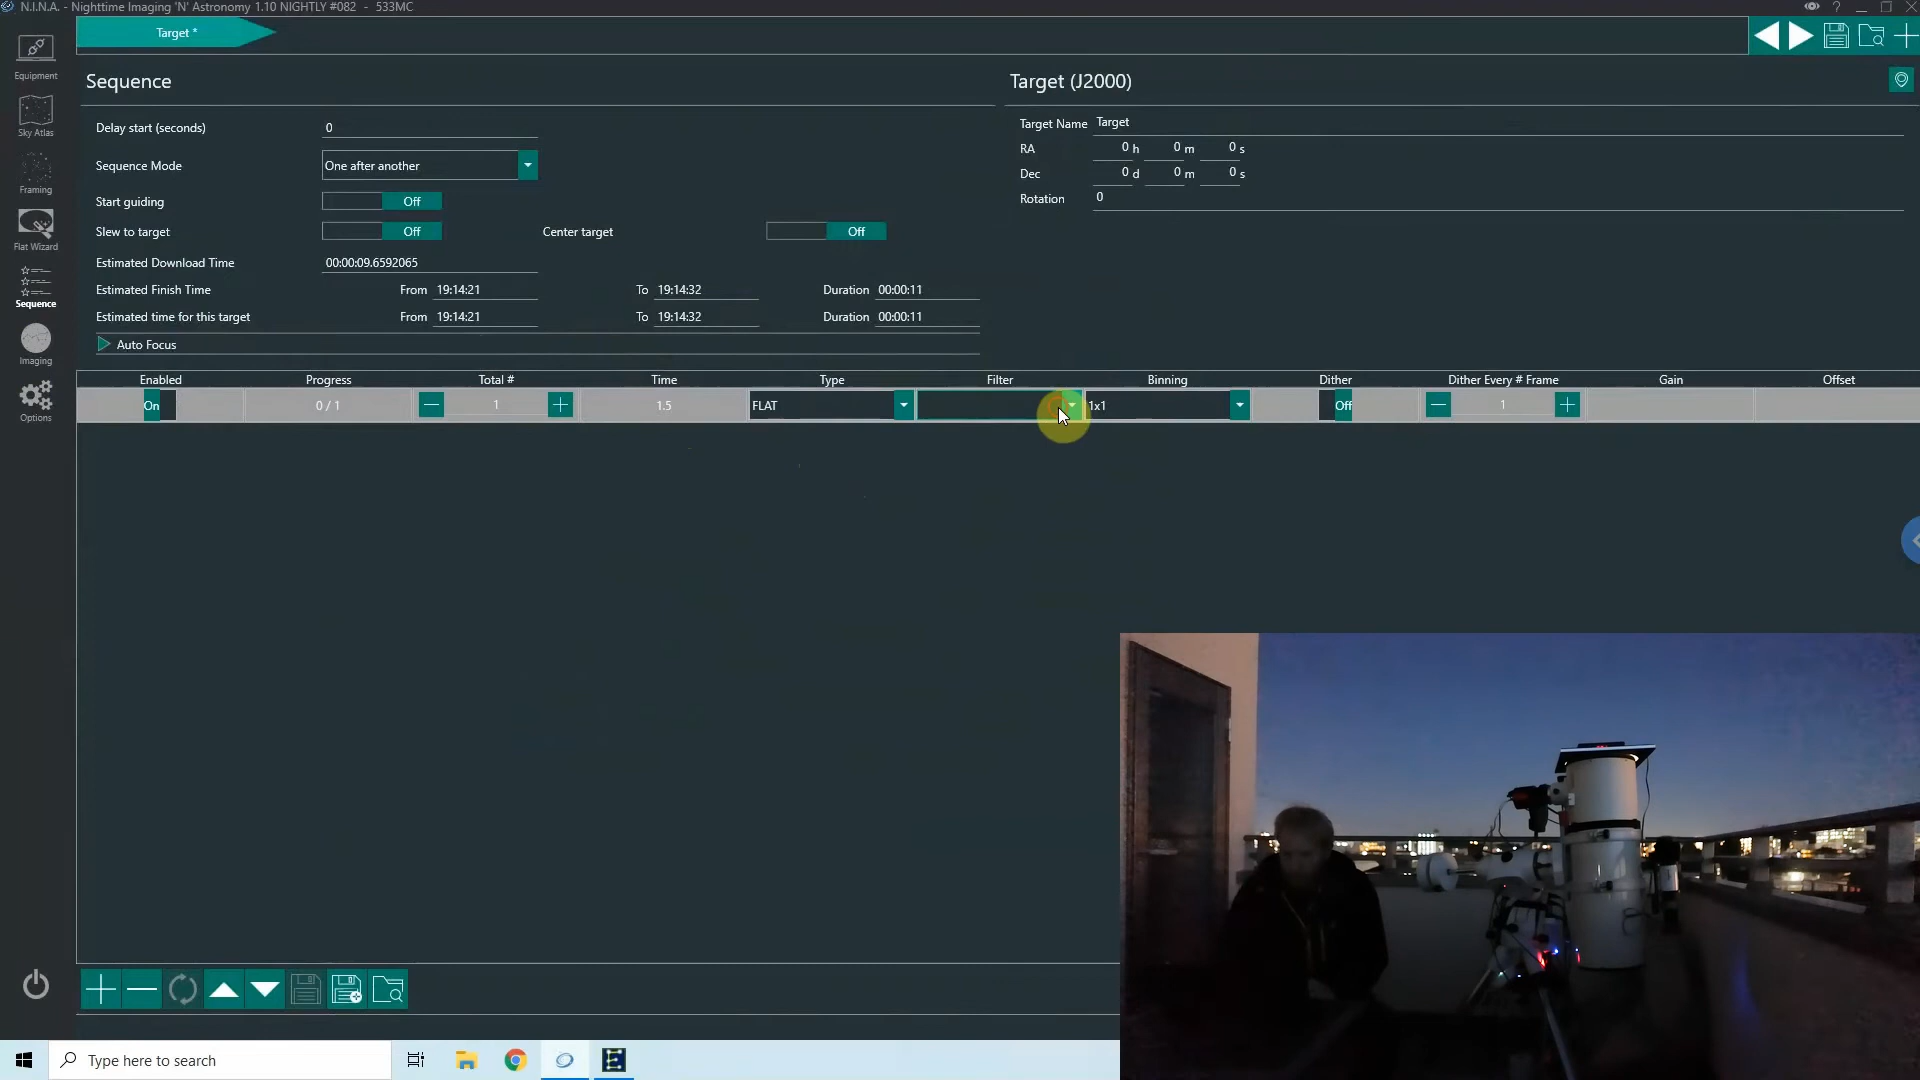 N.I.N.A. - Nighttime Imaging 'N' Astronomy 1.10 NIGHTLY #082 - 533MC
Target *
Equipment
Sky Atlas
Framing
Flat Wizard
Sequence
Imaging
Options
Sequence
Delay start (seconds) 0
Sequence Mode One after another
Start guiding Off
Slew to target Off Center target Off
Estimated Download Time 00:00:09.6592065
Estimated Finish Time From 19:14:21 To 19:14:32 Duration 00:00:11
Estimated time for this target From 19:14:21 To 19:14:32 Duration 00:00:11
Auto Focus
Target (J2000)
Target Name Target
RA 0 h 0 m 0 s
Dec 0 d 0 m 0 s
Rotation 0
Enabled Progress Total # Time Type Filter Binning Dither Dither Every # Frame Gain Offset
On 0 / 1 1 1.5 FLAT 1x1 Off 1
Type here to search